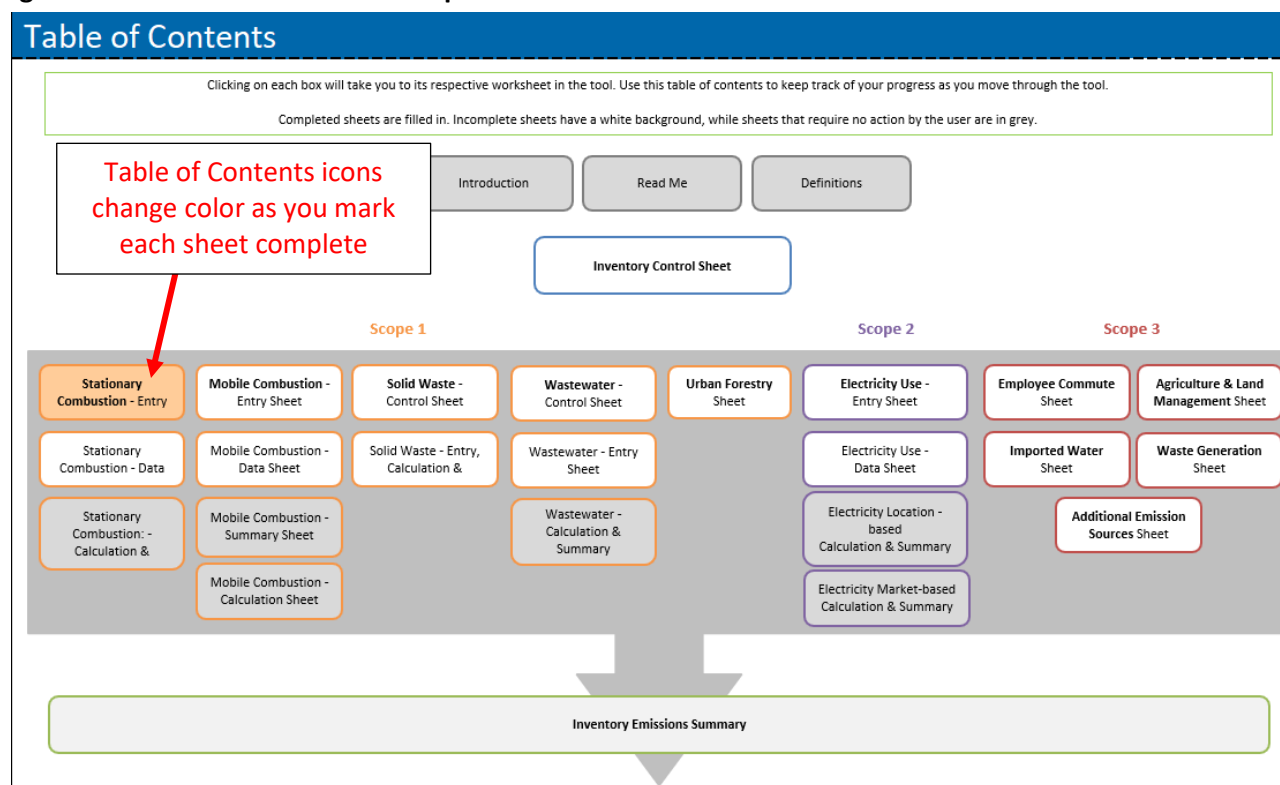 Table of Contents
Clicking on each box will take you to its respective worksheet in the tool. Use this table of contents to keep track of your progress as you move through the tool.
Completed sheets are filled in. Incomplete sheets have a white background, while sheets that require no action by the user are in grey.
Table of Contents icons
change color as you mark
each sheet complete
Introduction
Read Me
Definitions
Inventory Control Sheet
Scope 1
Scope 2
Scope 3
Stationary
Combustion - Entry
Mobile Combustion -
Entry Sheet
Solid Waste -
Control Sheet
Wastewater -
Control Sheet
Urban Forestry
Sheet
Electricity Use -
Entry Sheet
Employee Commute
Sheet
Agriculture & Land
Management Sheet
Stationary
Combustion - Data
Mobile Combustion -
Data Sheet
Solid Waste - Entry,
Calculation &
Wastewater - Entry
Sheet
Electricity Use -
Data Sheet
Imported Water
Sheet
Waste Generation
Sheet
Stationary
Combustion: -
Calculation &
Mobile Combustion -
Summary Sheet
Wastewater -
Calculation &
Summary
Electricity Location -
based
Calculation & Summary
Additional Emission
Sources Sheet
Mobile Combustion -
Calculation Sheet
Electricity Market-based
Calculation & Summary
Inventory Emissions Summary